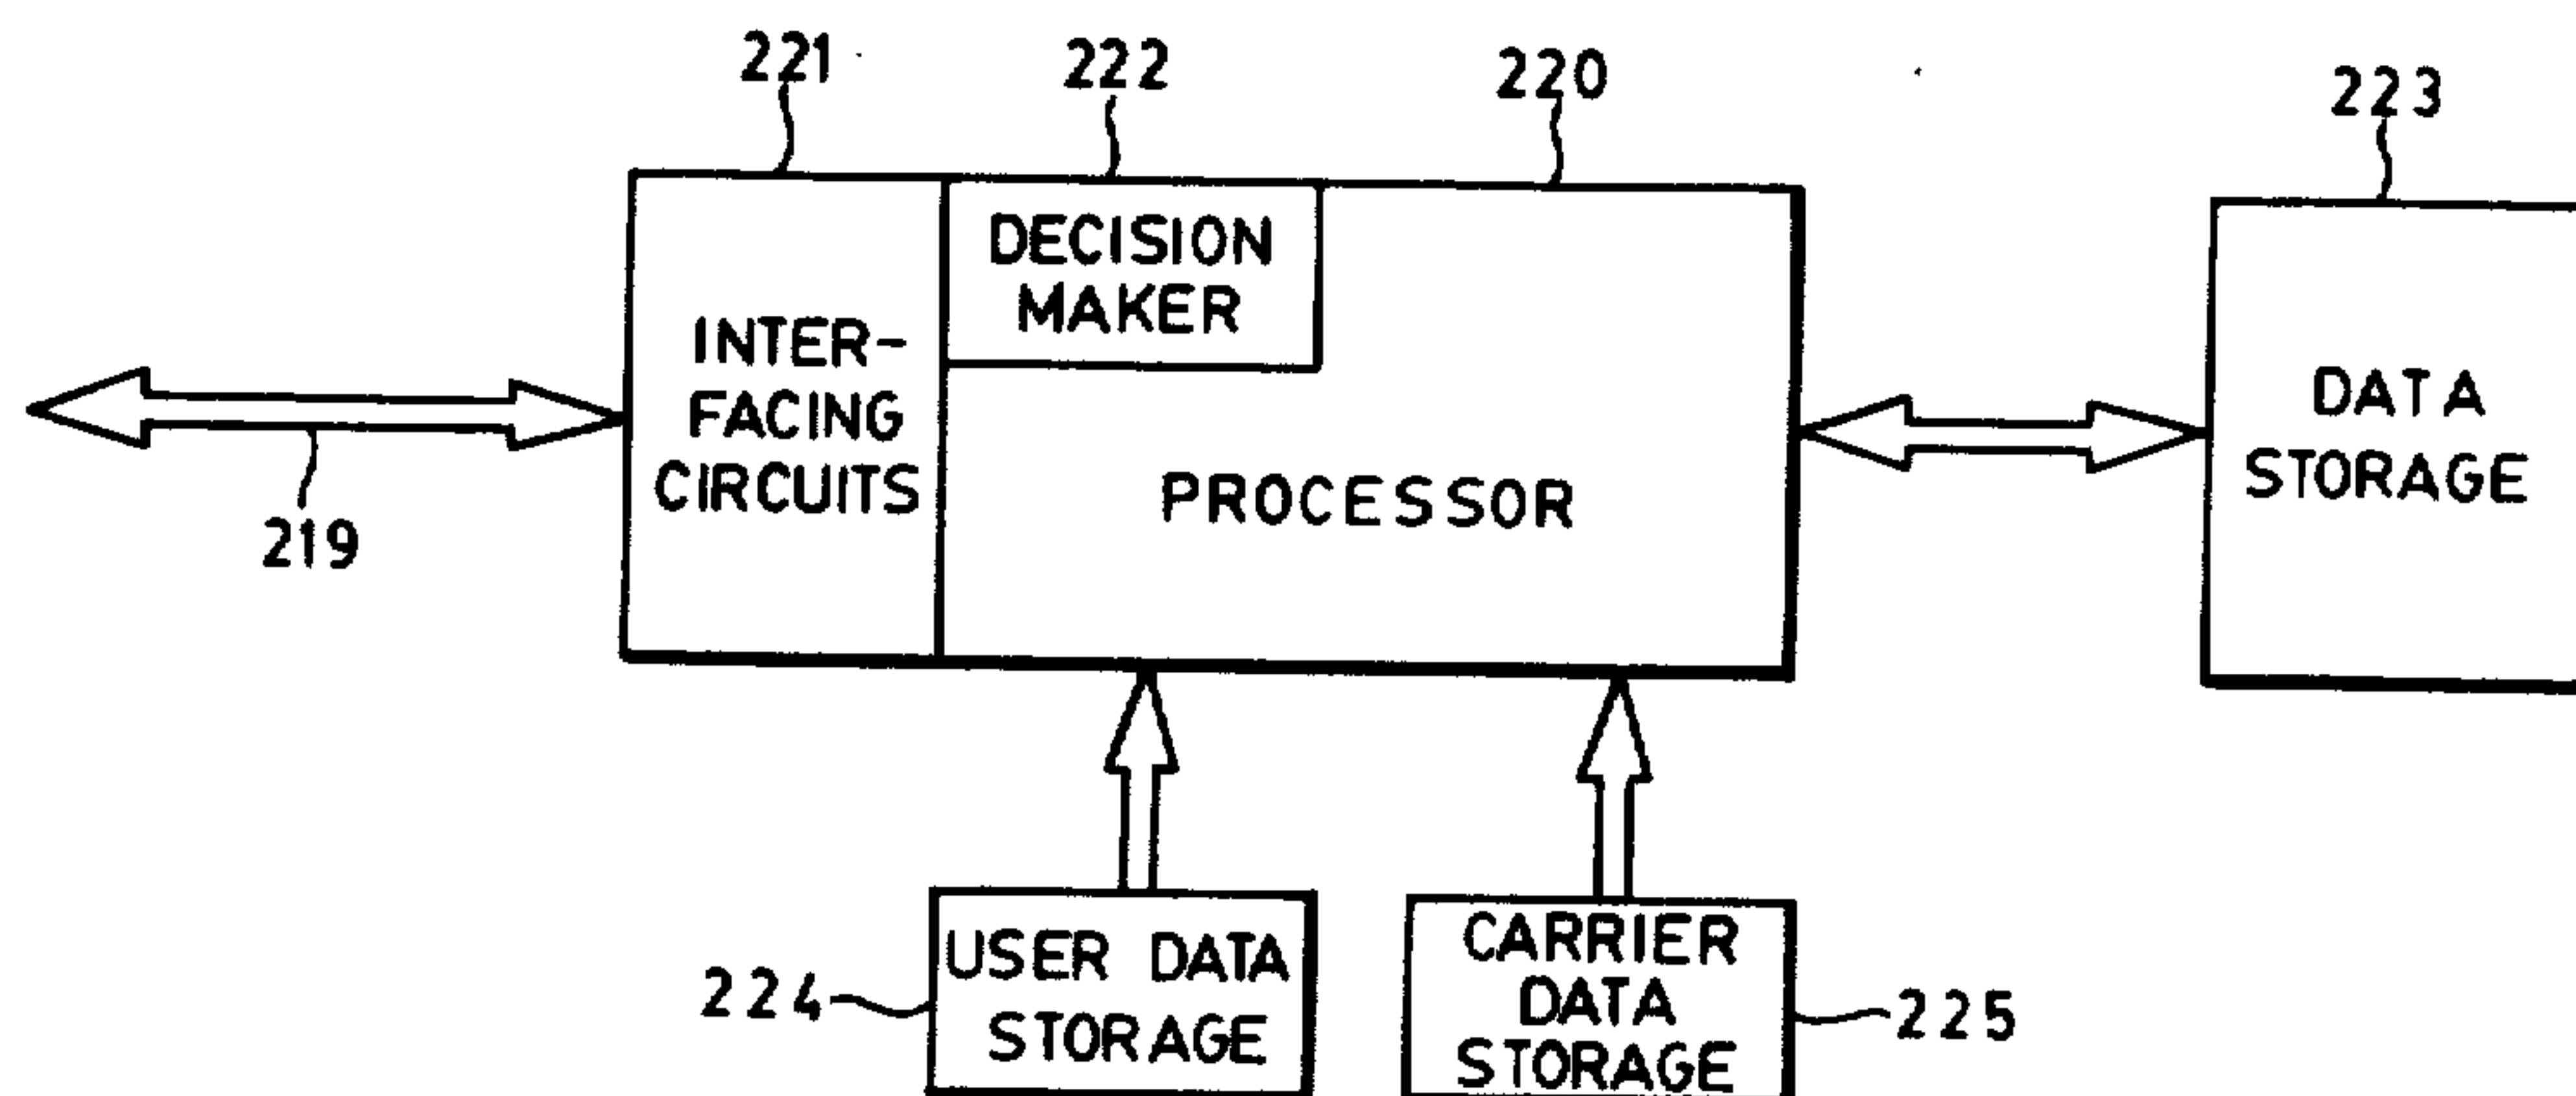 221
222
220
223
DECISION
MAKER
INTER-
FACING
CIRCUITS
PROCESSOR
DATA
STORAGE
219
USER DATA
STORAGE
224
CARRIER
DATA
STORAGE
225